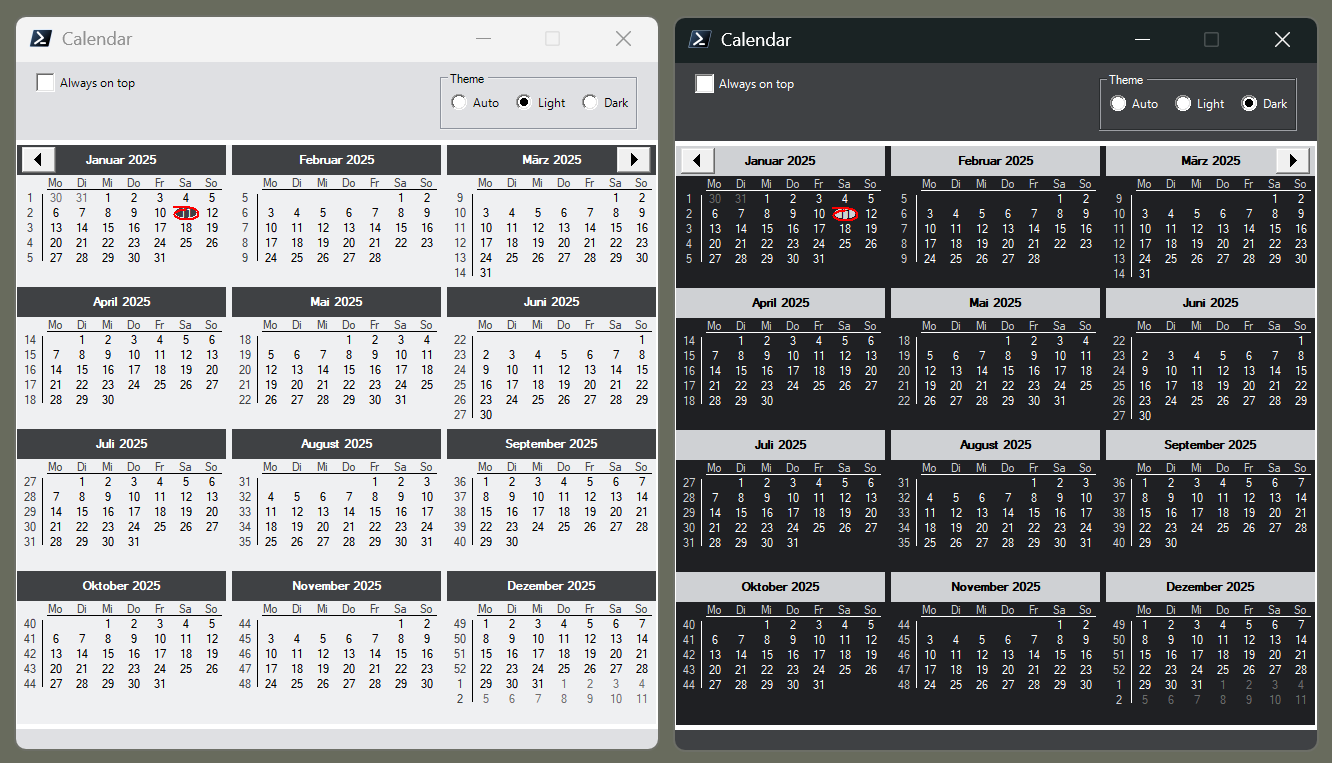 Calendar
Always on top
Theme
Auto Light Dark
Januar 2025 Februar 2025 März 2025
Mo Di Mi Do Fr Sa So Mo Di Mi Do Fr Sa So Mo Di Mi Do Fr Sa So
1 30 31 1 2 3 4 5 5 1 2 9 1 2
2 6 7 8 9 10 11 12 6 3 4 5 6 7 8 9 10 3 4 5 6 7 8 9
3 13 14 15 16 17 18 19 7 10 11 12 13 14 15 16 11 10 11 12 13 14 15 16
4 20 21 22 23 24 25 26 8 17 18 19 20 21 22 23 12 17 18 19 20 21 22 23
5 27 28 29 30 31 9 24 25 26 27 28 13 24 25 26 27 28 29 30
14 31
April 2025 Mai 2025 Juni 2025
Mo Di Mi Do Fr Sa So Mo Di Mi Do Fr Sa So Mo Di Mi Do Fr Sa So
14 1 2 3 4 5 6 18 1 2 3 4 22 1
15 7 8 9 10 11 12 13 19 5 6 7 8 9 10 11 23 2 3 4 5 6 7 8
16 14 15 16 17 18 19 20 20 12 13 14 15 16 17 18 24 9 10 11 12 13 14 15
17 21 22 23 24 25 26 27 21 19 20 21 22 23 24 25 25 16 17 18 19 20 21 22
18 28 29 30 22 26 27 28 29 30 31 26 23 24 25 26 27 28 29
27 30
Juli 2025 August 2025 September 2025
Mo Di Mi Do Fr Sa So Mo Di Mi Do Fr Sa So Mo Di Mi Do Fr Sa So
27 1 2 3 4 5 6 31 1 2 3 36 1 2 3 4 5 6 7
28 7 8 9 10 11 12 13 32 4 5 6 7 8 9 10 37 8 9 10 11 12 13 14
29 14 15 16 17 18 19 20 33 11 12 13 14 15 16 17 38 15 16 17 18 19 20 21
30 21 22 23 24 25 26 27 34 18 19 20 21 22 23 24 39 22 23 24 25 26 27 28
31 28 29 30 31 35 25 26 27 28 29 30 31 40 29 30
Oktober 2025 November 2025 Dezember 2025
Mo Di Mi Do Fr Sa So Mo Di Mi Do Fr Sa So Mo Di Mi Do Fr Sa So
40 1 2 3 4 5 44 1 2 49 1 2 3 4 5 6 7
41 6 7 8 9 10 11 12 45 3 4 5 6 7 8 9 50 8 9 10 11 12 13 14
42 13 14 15 16 17 18 19 46 10 11 12 13 14 15 16 51 15 16 17 18 19 20 21
43 20 21 22 23 24 25 26 47 17 18 19 20 21 22 23 52 22 23 24 25 26 27 28
44 27 28 29 30 31 48 24 25 26 27 28 29 30 1 29 30 31 1 2 3 4
2 5 6 7 8 9 10 11
Calendar
Always on top
Theme
Auto Light Dark
Januar 2025 Februar 2025 März 2025
Mo Di Mi Do Fr Sa So Mo Di Mi Do Fr Sa So Mo Di Mi Do Fr Sa So
1 30 31 1 2 3 4 5 5 1 2 9 1 2
2 6 7 8 9 10 11 12 6 3 4 5 6 7 8 9 10 3 4 5 6 7 8 9
3 13 14 15 16 17 18 19 7 10 11 12 13 14 15 16 11 10 11 12 13 14 15 16
4 20 21 22 23 24 25 26 8 17 18 19 20 21 22 23 12 17 18 19 20 21 22 23
5 27 28 29 30 31 9 24 25 26 27 28 13 24 25 26 27 28 29 30
14 31
April 2025 Mai 2025 Juni 2025
Mo Di Mi Do Fr Sa So Mo Di Mi Do Fr Sa So Mo Di Mi Do Fr Sa So
14 1 2 3 4 5 6 18 1 2 3 4 22 1
15 7 8 9 10 11 12 13 19 5 6 7 8 9 10 11 23 2 3 4 5 6 7 8
16 14 15 16 17 18 19 20 20 12 13 14 15 16 17 18 24 9 10 11 12 13 14 15
17 21 22 23 24 25 26 27 21 19 20 21 22 23 24 25 25 16 17 18 19 20 21 22
18 28 29 30 22 26 27 28 29 30 31 26 23 24 25 26 27 28 29
27 30
Juli 2025 August 2025 September 2025
Mo Di Mi Do Fr Sa So Mo Di Mi Do Fr Sa So Mo Di Mi Do Fr Sa So
27 1 2 3 4 5 6 31 1 2 3 36 1 2 3 4 5 6 7
28 7 8 9 10 11 12 13 32 4 5 6 7 8 9 10 37 8 9 10 11 12 13 14
29 14 15 16 17 18 19 20 33 11 12 13 14 15 16 17 38 15 16 17 18 19 20 21
30 21 22 23 24 25 26 27 34 18 19 20 21 22 23 24 39 22 23 24 25 26 27 28
31 28 29 30 31 35 25 26 27 28 29 30 31 40 29 30
Oktober 2025 November 2025 Dezember 2025
Mo Di Mi Do Fr Sa So Mo Di Mi Do Fr Sa So Mo Di Mi Do Fr Sa So
40 1 2 3 4 5 44 1 2 49 1 2 3 4 5 6 7
41 6 7 8 9 10 11 12 45 3 4 5 6 7 8 9 50 8 9 10 11 12 13 14
42 13 14 15 16 17 18 19 46 10 11 12 13 14 15 16 51 15 16 17 18 19 20 21
43 20 21 22 23 24 25 26 47 17 18 19 20 21 22 23 52 22 23 24 25 26 27 28
44 27 28 29 30 31 48 24 25 26 27 28 29 30 1 29 30 31 1 2 3 4
2 5 6 7 8 9 10 11